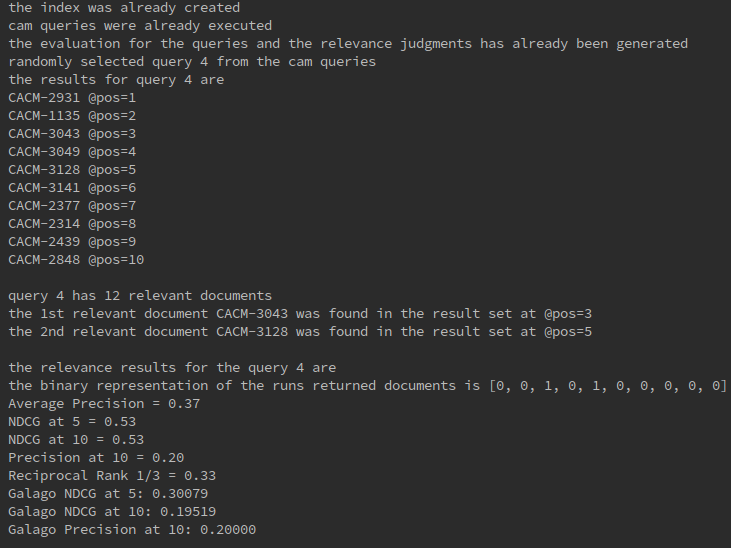 the index was already created
cam queries were already executed
the evaluation for the queries and the relevance judgments has already been generated
randomly selected query 4 from the cam queries
the results for query 4 are
CACM-2931 @pos=1
CACM-1135 @pos=2
CACM-3043 @pos=3
CACM-3049 @pos=4
CACM-3128 @pos=5
CACM-3141 @pos=6
CACM-2377 @pos=7
CACM-2314 @pos=8
CACM-2439 @pos=9
CACM-2848 @pos=10
query 4 has 12 relevant documents
the 1st relevant document CACM-3043 was found in the result set at @pos=3
the 2nd relevant document CACM-3128 was found in the result set at @pos=5
the relevance results for the query 4 are
the binary representation of the runs returned documents is [0, 0, 1, 0, 1, 0, 0, 0, 0, 0]
Average Precision = 0.37
NDCG at 5 = 0.53
NDCG at 10 = 0.53
Precision at 10 = 0.20
Reciprocal Rank 1/3 = 0.33
Galago NDCG at 5: 0.30079
Galago NDCG at 10: 0.19519
Galago Precision at 10: 0.20000